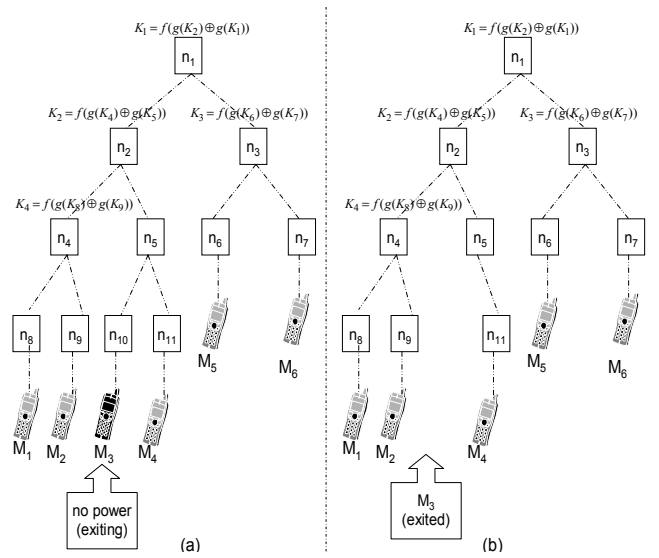 K₁ = f(g(K₂)⊕g(K₁))
n₁
K₂ = f(g(K₄)⊕g(K₅))
K₃ = f(g(K₆)⊕g(K₇))
n₂
n₃
K₄ = f(g(K₈)⊕g(K₉))
n₄
n₅
n₆
n₇
n₈
n₉
n₁₀
n₁₁
M₅
M₆
M₁
M₂
M₃
M₄
no power
(exiting)
(a)
K₁ = f(g(K₂)⊕g(K₁))
n₁
K₂ = f(g(K₄)⊕g(K₅))
K₃ = f(g(K₆)⊕g(K₇))
n₂
n₃
K₄ = f(g(K₈)⊕g(K₉))
n₄
n₅
n₆
n₇
n₈
n₉
n₁₁
M₅
M₆
M₁
M₂
M₄
M₃
(exited)
(b)